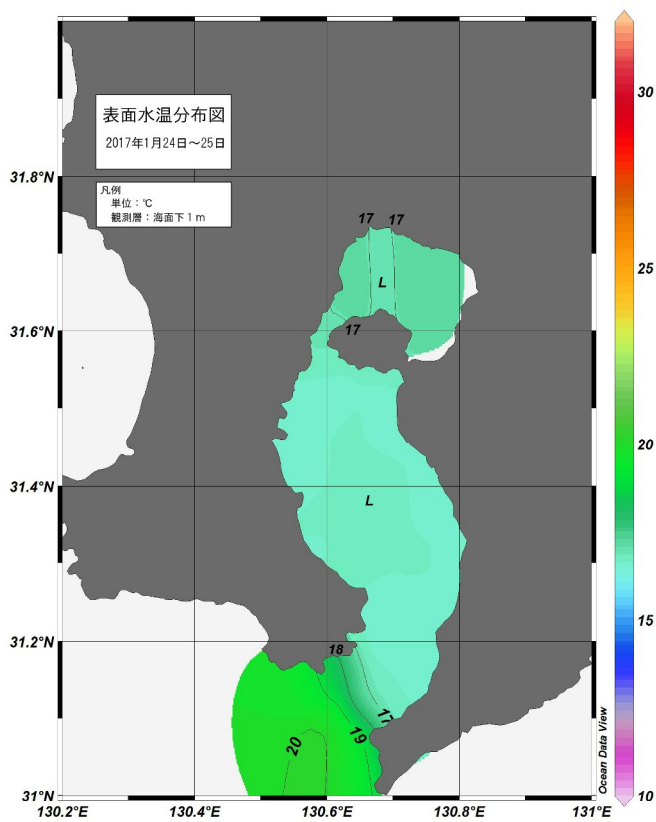 表面水温分布図
2017年1月24日～25日
凡例
単位：℃
観測層：海面下1m
31.8°N
31.6°N
31.4°N
31.2°N
31°N
130.2°E
130.4°E
130.6°E
130.8°E
131°E
17
17
L
17
L
18
17
19
20
30
25
20
15
10
Ocean Data View